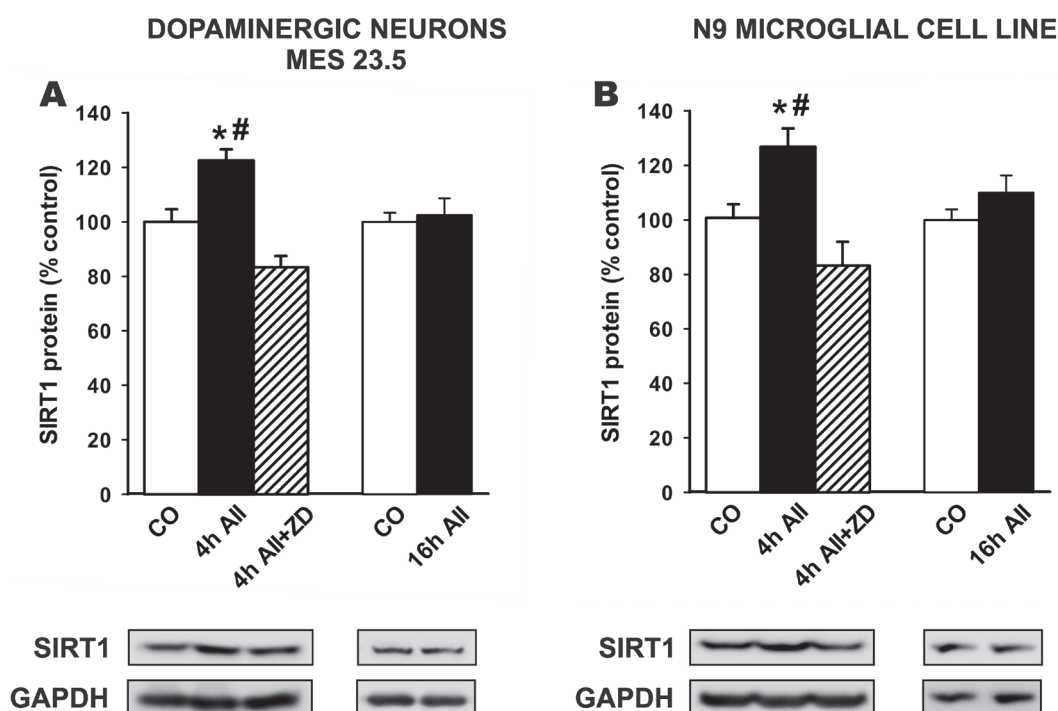 DOPAMINERGIC NEURONS
MES 23.5
N9 MICROGLIAL CELL LINE
A
SIRT1 protein (% control)
140
120
100
80
60
40
20
0
*#
CO
4h AII
4h AII+ZD
CO
16h AII
B
SIRT1 protein (% control)
140
120
100
80
60
40
20
0
*#
CO
4h AII
4h AII+ZD
CO
16h AII
SIRT1
GAPDH
SIRT1
GAPDH